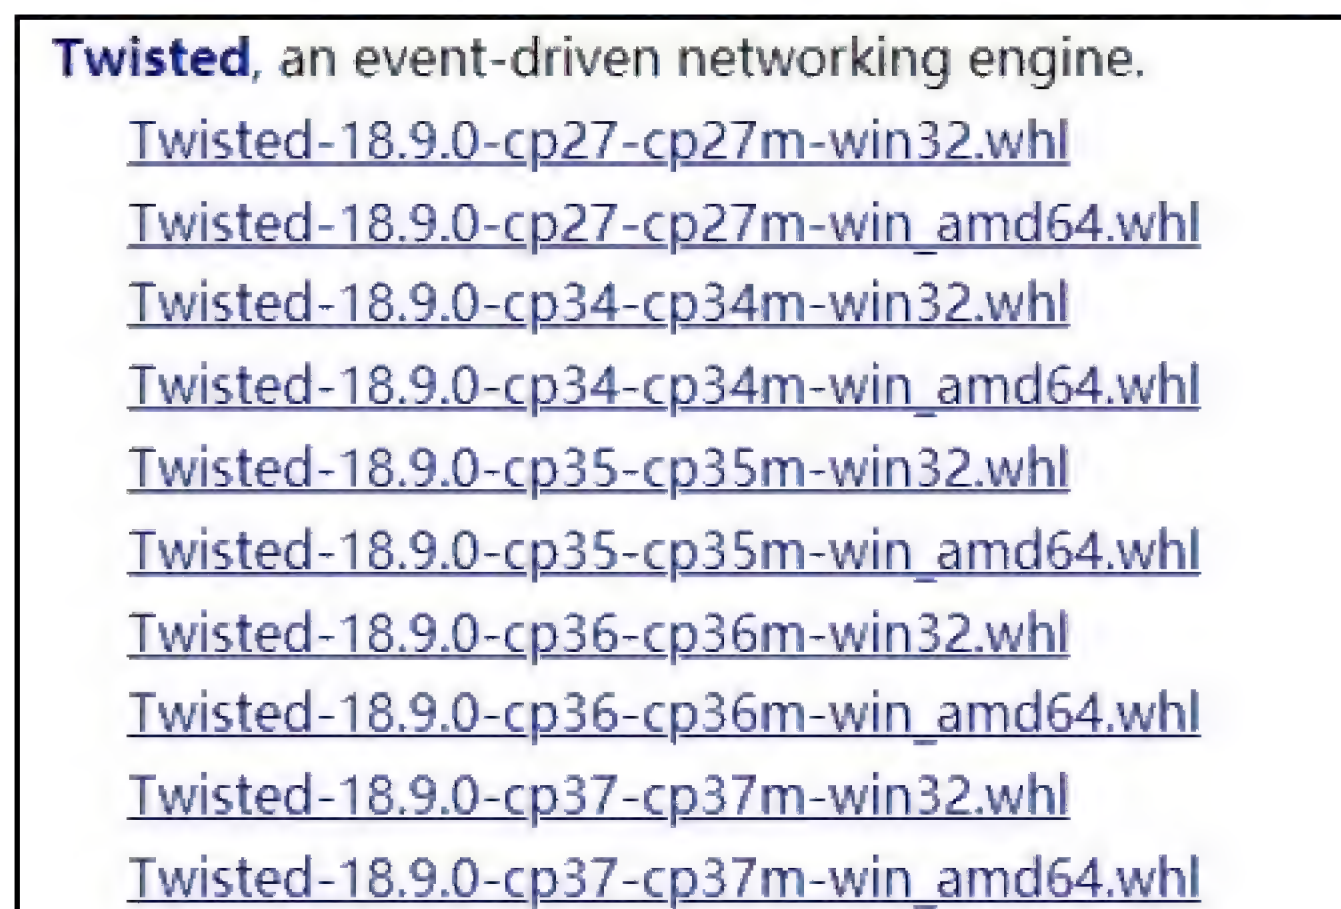 Twisted, an event-driven networking engine.
Twisted-18.9.0-cp27-cp27m-win32.whl
Twisted-18.9.0-cp27-cp27m-win_amd64.whl
Twisted-18.9.0-cp34-cp34m-win32.whl
Twisted-18.9.0-cp34-cp34m-win_amd64.whl
Twisted-18.9.0-cp35-cp35m-win32.whl
Twisted-18.9.0-cp35-cp35m-win_amd64.whl
Twisted-18.9.0-cp36-cp36m-win32.whl
Twisted-18.9.0-cp36-cp36m-win_amd64.whl
Twisted-18.9.0-cp37-cp37m-win32.whl
Twisted-18.9.0-cp37-cp37m-win_amd64.whl